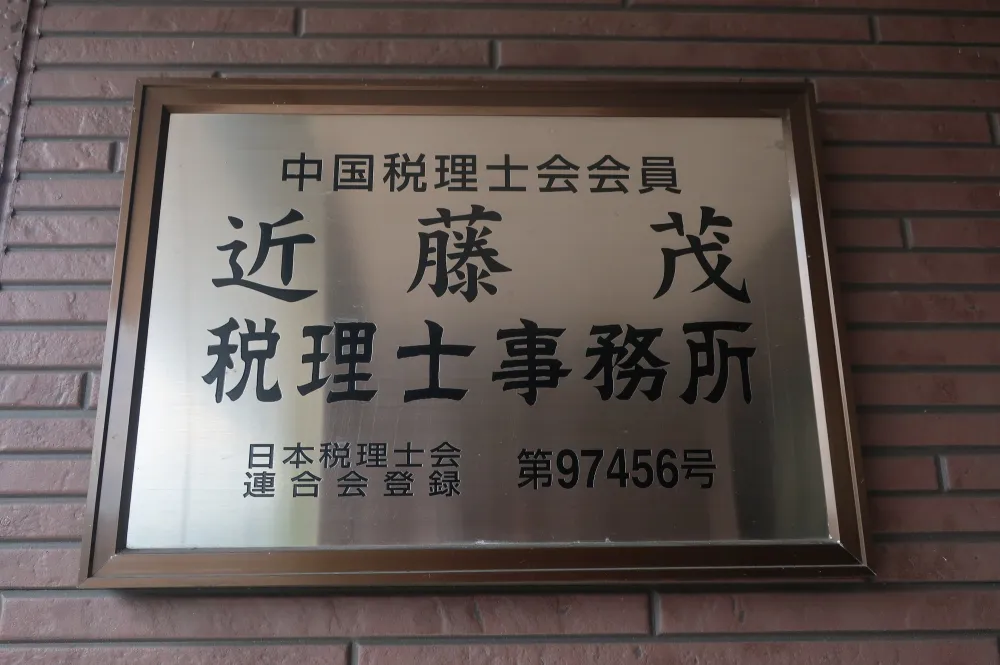 中国税理士会会員
近藤茂
税理士事務所
日本税理士会
連合会登録
第97456号